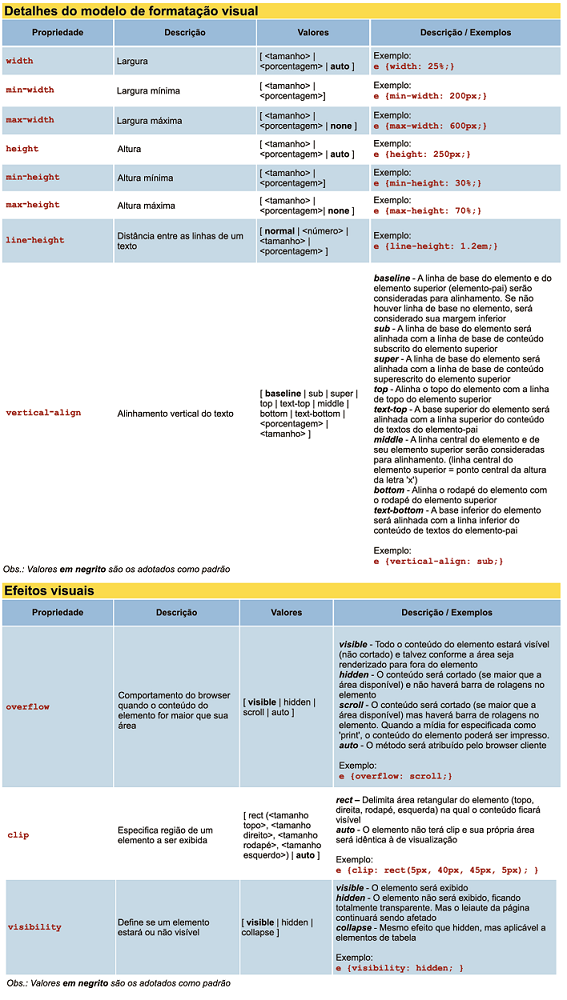 Detalhes do modelo de formatação visual
Propriedade Descrição Valores Descrição / Exemplos
width Largura [ <tamanho> | <porcentagem> | auto ] Exemplo:
e {width: 25%;}
min-width Largura mínima [ <tamanho> | <porcentagem>] Exemplo:
e {min-width: 200px;}
max-width Largura máxima [ <tamanho> | <porcentagem> | none ] Exemplo:
e {max-width: 600px;}
height Altura [ <tamanho> | <porcentagem> | auto ] Exemplo:
e {height: 250px;}
min-height Altura mínima [ <tamanho> | <porcentagem>] Exemplo:
e {min-height: 30%;}
max-height Altura máxima [ <tamanho> | <porcentagem>| none ] Exemplo:
e {max-height: 70%;}
line-height
Distância entre as linhas de um
texto
[ normal | <número> |
<tamanho> |
<porcentagem> ]
Exemplo:
e {line-height: 1.2em;}
vertical-align
Alinhamento vertical do texto
[ baseline | sub | super |
top | text-top | middle |
bottom | text-bottom |
<porcentagem> |
<tamanho> ]
baseline - A linha de base do elemento e do
elemento superior (elemento-pai) serão
consideradas para alinhamento. Se não
houver linha de base no elemento, será
considerado sua margem inferior
sub - A linha de base do elemento será
alinhada com a linha de base de conteúdo
subscrito do elemento superior
super - A linha de base do elemento será
alinhada com a linha de base de conteúdo
superescrito do elemento superior
top - Alinha o topo do elemento com a linha
de topo do elemento superior
text-top - A base superior do elemento será
alinhada com a linha superior do conteúdo
de textos do elemento-pai
middle - A linha central do elemento e de
seu elemento superior serão consideradas
para alinhamento. (linha central do
elemento superior = ponto central da altura
da letra 'x')
bottom - Alinha o rodapé do elemento com
o rodapé do elemento superior
text-bottom - A base inferior do elemento
será alinhada com a linha inferior do
conteúdo de textos do elemento-pai
Exemplo:
e {vertical-align: sub;}
Obs.: Valores em negrito são os adotados como padrão
Efeitos visuais
Propriedade Descrição Valores Descrição / Exemplos
overflow
Comportamento do browser
quando o conteúdo do
elemento for maior que sua
área
[ visible | hidden |
scroll | auto ]
visible - Todo o conteúdo do elemento estará visível
(não cortado) e talvez conforme a área seja
renderizado para fora do elemento
hidden - O conteúdo será cortado (se maior que a
área disponível) e não haverá barra de rolagens no
elemento
scroll - O conteúdo será cortado (se maior que a
área disponível) mas haverá barra de rolagens no
elemento. Quando a mídia for especificada como
'print', o conteúdo do elemento poderá ser impresso.
auto - O método será atribuído pelo browser cliente
Exemplo:
e {overflow: scroll;}
clip
Especifica região de um
elemento a ser exibida
[ rect (<tamanho
topo>, <tamanho
direito>, <tamanho
rodapé>, <tamanho
esquerdo>) | auto ]
rect – Delimita área retangular do elemento (topo,
direita, rodapé, esquerda) na qual o conteúdo ficará
visível
auto - O elemento não terá clip e sua própria área
será idêntica à de visualização
Exemplo:
e {clip: rect(5px, 40px, 45px, 5px); }
visibility
Define se um elemento
estará ou não visível
[ visible | hidden |
collapse ]
visible - O elemento será exibido
hidden - O elemento não será exibido, ficando
totalmente transparente. Mas o leiaute da página
continuará sendo afetado
collapse - Mesmo efeito que hidden, mas aplicável a
elementos de tabela
Exemplo:
e {visibility: hidden; }
Obs.: Valores em negrito são os adotados como padrão